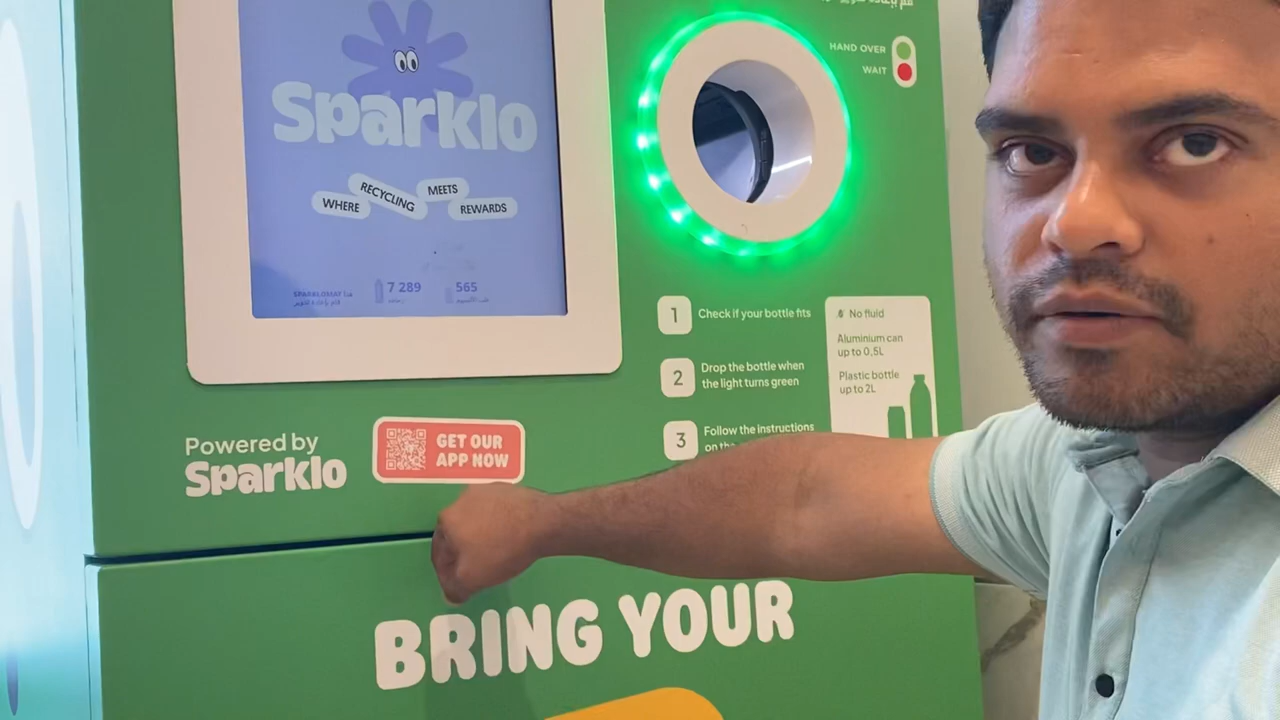 HAND OVER
WAIT
Sparklo
WHERE RECYCLING MEETS REWARDS
7 289
565
1 Check if your bottle fits
2 Drop the bottle when
the light turns green
3 Follow the instructions
on the
No fluid
Aluminium can
up to 0,5L
Plastic bottle
up to 2L
Powered by
Sparklo
GET OUR
APP NOW
BRING YOUR